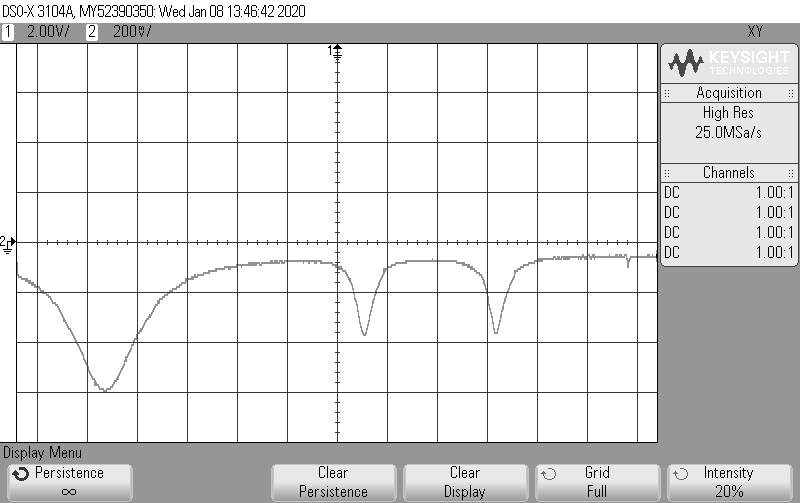 DSO-X 3104A, MY52390350: Wed Jan 08 13:46:42 2020
1 2.00V/ 2 200mV/ XY
1
2
KEYSIGHT
TECHNOLOGIES
Acquisition
High Res
25.0MSa/s
Channels
DC 1.00:1
DC 1.00:1
DC 1.00:1
DC 1.00:1
Display Menu
Persistence
∞
Clear
Persistence
Clear
Display
Grid
Full
Intensity
20%